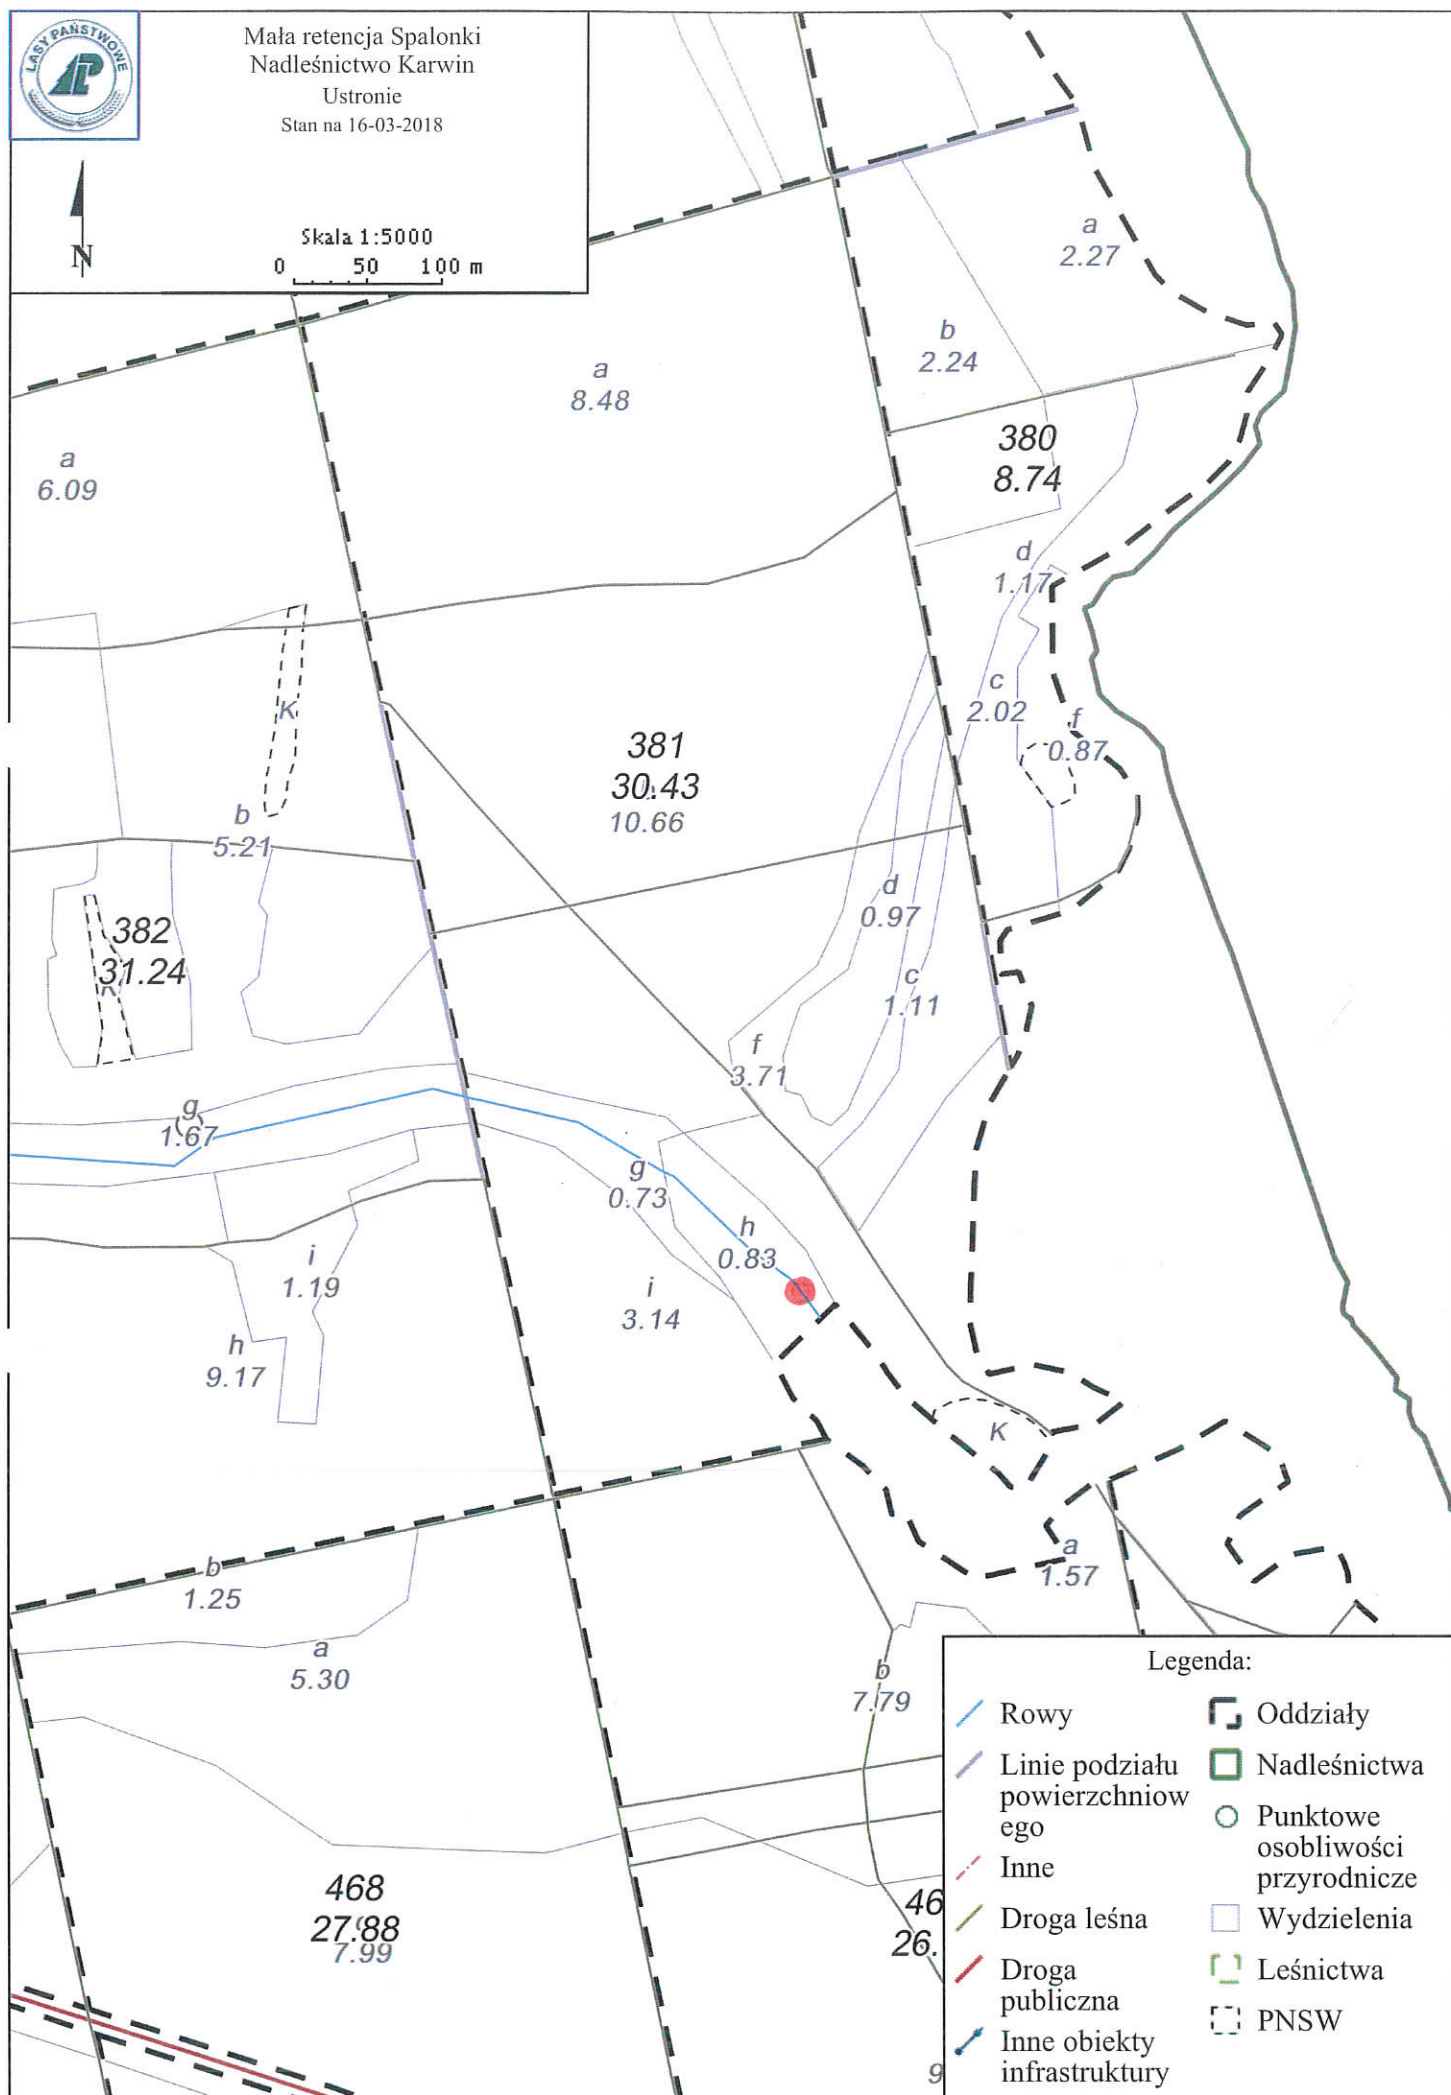 LASY PAŃSTWOWE
Mała retencja Spalonki
Nadleśnictwo Karwin
Ustronie
Stan na 16-03-2018
N
Skala 1:5000
0 50 100 m
a
2.27
b
2.24
a
8.48
380
8.74
a
6.09
d
1.17
K
c
2.02
f
0.87
381
30.43
10.66
b
5.21
d
0.97
382
31.24
K
c
1.11
f
3.71
g
1.67
g
0.73
h
0.83
i
1.19
i
3.14
h
9.17
K
a
1.57
b
1.25
a
5.30
b
7.79
468
27.88
7.99
46
26.
9
Legenda:
Rowy
Linie podziału
powierzchniow
ego
Inne
Droga leśna
Droga
publiczna
Inne obiekty
infrastruktury
Oddziały
Nadleśnictwa
Punktowe
osobliwości
przyrodnicze
Wydzielenia
Leśnictwa
PNSW